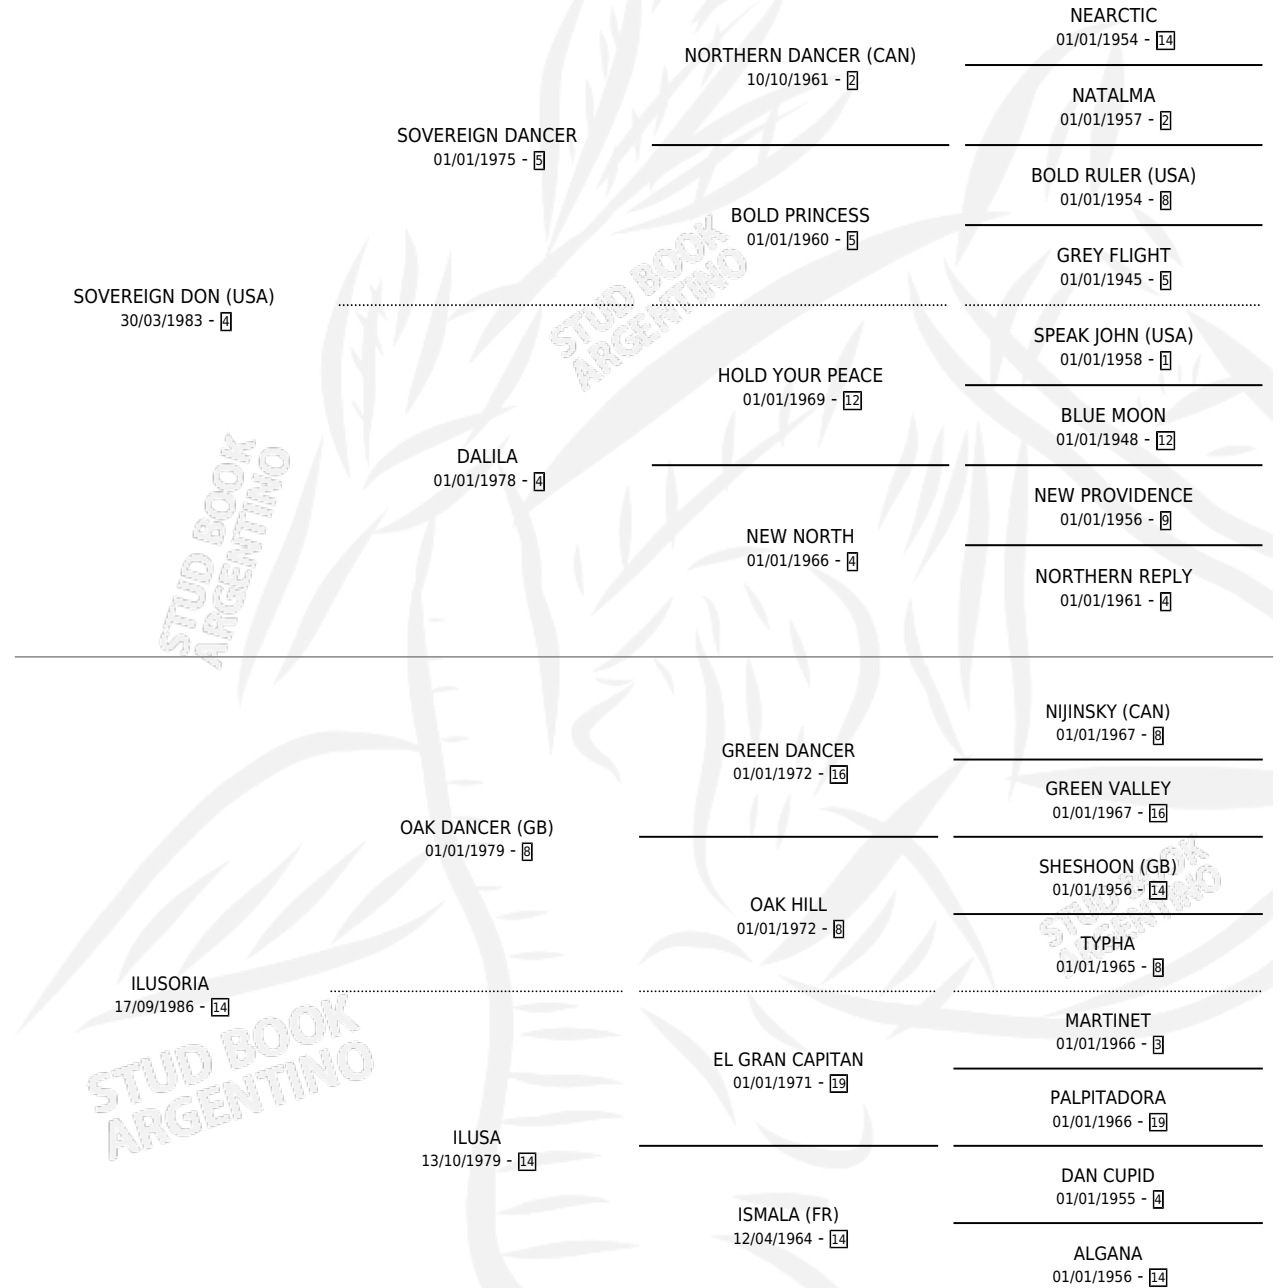 NEARCTIC
01/01/1954 - 14
NORTHERN DANCER (CAN)
10/10/1961 - 2
NATALMA
01/01/1957 - 2
SOVEREIGN DANCER
01/01/1975 - 5
BOLD RULER (USA)
01/01/1954 - 8
BOLD PRINCESS
01/01/1960 - 5
GREY FLIGHT
01/01/1945 - 5
SOVEREIGN DON (USA)
30/03/1983 - 4
STUD BOOK
ARGENTINO
SPEAK JOHN (USA)
01/01/1958 - 1
HOLD YOUR PEACE
01/01/1969 - 12
BLUE MOON
01/01/1948 - 12
DALILA
01/01/1978 - 4
NEW PROVIDENCE
01/01/1956 - 9
NEW NORTH
01/01/1966 - 4
NORTHERN REPLY
01/01/1961 - 4
STUD BOOK
ARGENTINO
NIJINSKY (CAN)
01/01/1967 - 8
GREEN DANCER
01/01/1972 - 16
GREEN VALLEY
01/01/1967 - 16
OAK DANCER (GB)
01/01/1979 - 8
SHESHOON (GB)
01/01/1956 - 14
OAK HILL
01/01/1972 - 8
TYPHA
01/01/1965 - 8
STUD BOOK
ARGENTINO
ILUSORIA
17/09/1986 - 14
MARTINET
01/01/1966 - 3
EL GRAN CAPITAN
01/01/1971 - 19
PALPITADORA
01/01/1966 - 19
STUD BOOK
ARGENTINO
ILUSA
13/10/1979 - 14
DAN CUPID
01/01/1955 - 4
ISMALA (FR)
12/04/1964 - 14
ALGANA
01/01/1956 - 14